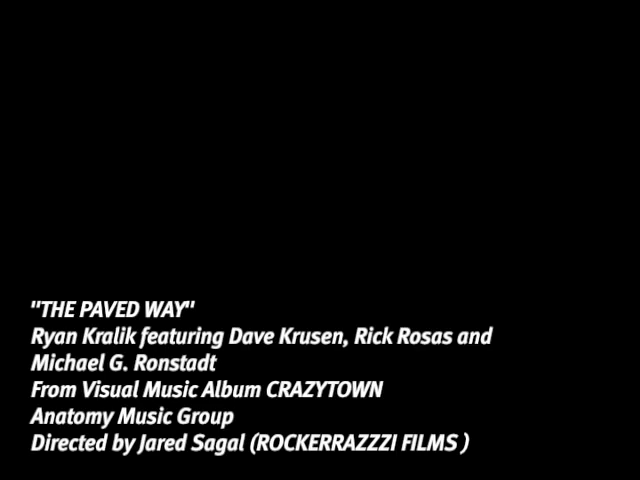 "THE PAVED WAY"
Ryan Kralik featuring Dave Krusen, Rick Rosas and
Michael G. Ronstadt
From Visual Music Album CRAZYTOWN
Anatomy Music Group
Directed by Jared Sagal (ROCKERRAZZZI FILMS )